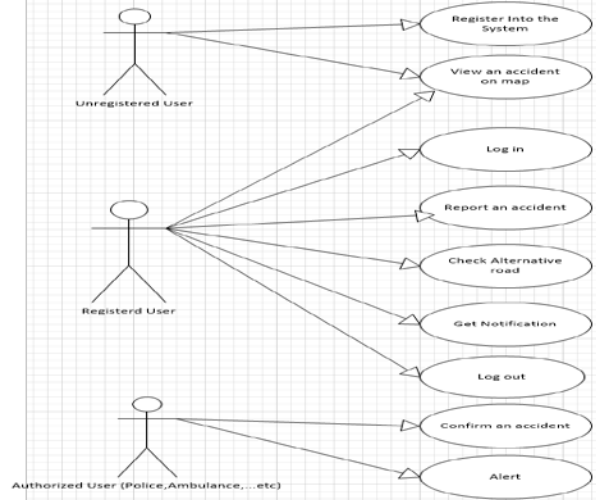 Register Into the
System
Unregistered User
View an accident
on map
Log in
Report an accident
Registerd User
Check Alternative
road
Get Notification
Log out
Confirm an accident
Authorized User (Police,Ambulance,...etc)
Alert